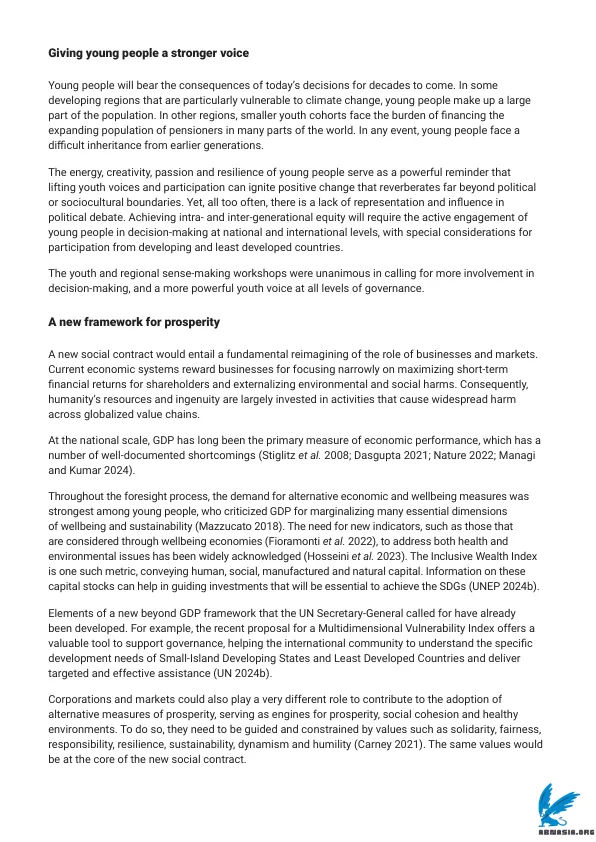 Giving young people a stronger voice
Young people will bear the consequences of today's decisions for decades to come. In some
developing regions that are particularly vulnerable to climate change, young people make up a large
part of the population. In other regions, smaller youth cohorts face the burden of financing the
expanding population of pensioners in many parts of the world. In any event, young people face a
difficult inheritance from earlier generations.
The energy, creativity, passion and resilience of young people serve as a powerful reminder that
lifting youth voices and participation can ignite positive change that reverberates far beyond political
or sociocultural boundaries. Yet, all too often, there is a lack of representation and influence in
political debate. Achieving intra- and inter-generational equity will require the active engagement of
young people in decision-making at national and international levels, with special considerations for
participation from developing and least developed countries.
The youth and regional sense-making workshops were unanimous in calling for more involvement in
decision-making, and a more powerful youth voice at all levels of governance.
A new framework for prosperity
A new social contract would entail a fundamental reimagining of the role of businesses and markets.
Current economic systems reward businesses for focusing narrowly on maximizing short-term
financial returns for shareholders and externalizing environmental and social harms. Consequently,
humanity's resources and ingenuity are largely invested in activities that cause widespread harm
across globalized value chains.
At the national scale, GDP has long been the primary measure of economic performance, which has a
number of well-documented shortcomings (Stiglitz et al. 2008; Dasgupta 2021; Nature 2022; Managi
and Kumar 2024).
Throughout the foresight process, the demand for alternative economic and wellbeing measures was
strongest among young people, who criticized GDP for marginalizing many essential dimensions
of wellbeing and sustainability (Mazzucato 2018). The need for new indicators, such as those that
are considered through wellbeing economies (Fioramonti et al. 2022), to address both health and
environmental issues has been widely acknowledged (Hosseini et al. 2023). The Inclusive Wealth Index
is one such metric, conveying human, social, manufactured and natural capital. Information on these
capital stocks can help in guiding investments that will be essential to achieve the SDGs (UNEP 2024b).
Elements of a new beyond GDP framework that the UN Secretary-General called for have already
been developed. For example, the recent proposal for a Multidimensional Vulnerability Index offers a
valuable tool to support governance, helping the international community to understand the specific
development needs of Small-Island Developing States and Least Developed Countries and deliver
targeted and effective assistance (UN 2024b).
Corporations and markets could also play a very different role to contribute to the adoption of
alternative measures of prosperity, serving as engines for prosperity, social cohesion and healthy
environments. To do so, they need to be guided and constrained by values such as solidarity, fairness,
responsibility, resilience, sustainability, dynamism and humility (Carney 2021). The same values would
be at the core of the new social contract.
ABNASIA.ORG